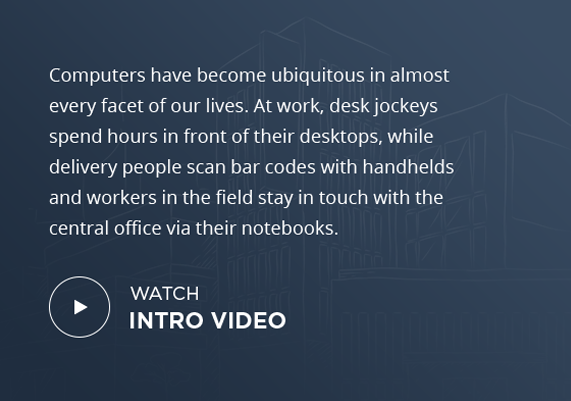 Computers have become ubiquitous in almost
every facet of our lives. At work, desk jockeys
spend hours in front of their desktops, while
delivery people scan bar codes with handhelds
and workers in the field stay in touch with the
central office via their notebooks.
WATCH
INTRO VIDEO